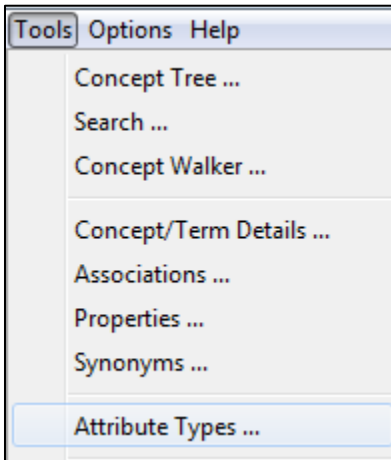 Tools Options Help
Concept Tree ...
Search ...
Concept Walker ...
Concept/Term Details ...
Associations ...
Properties ...
Synonyms ...
Attribute Types ...